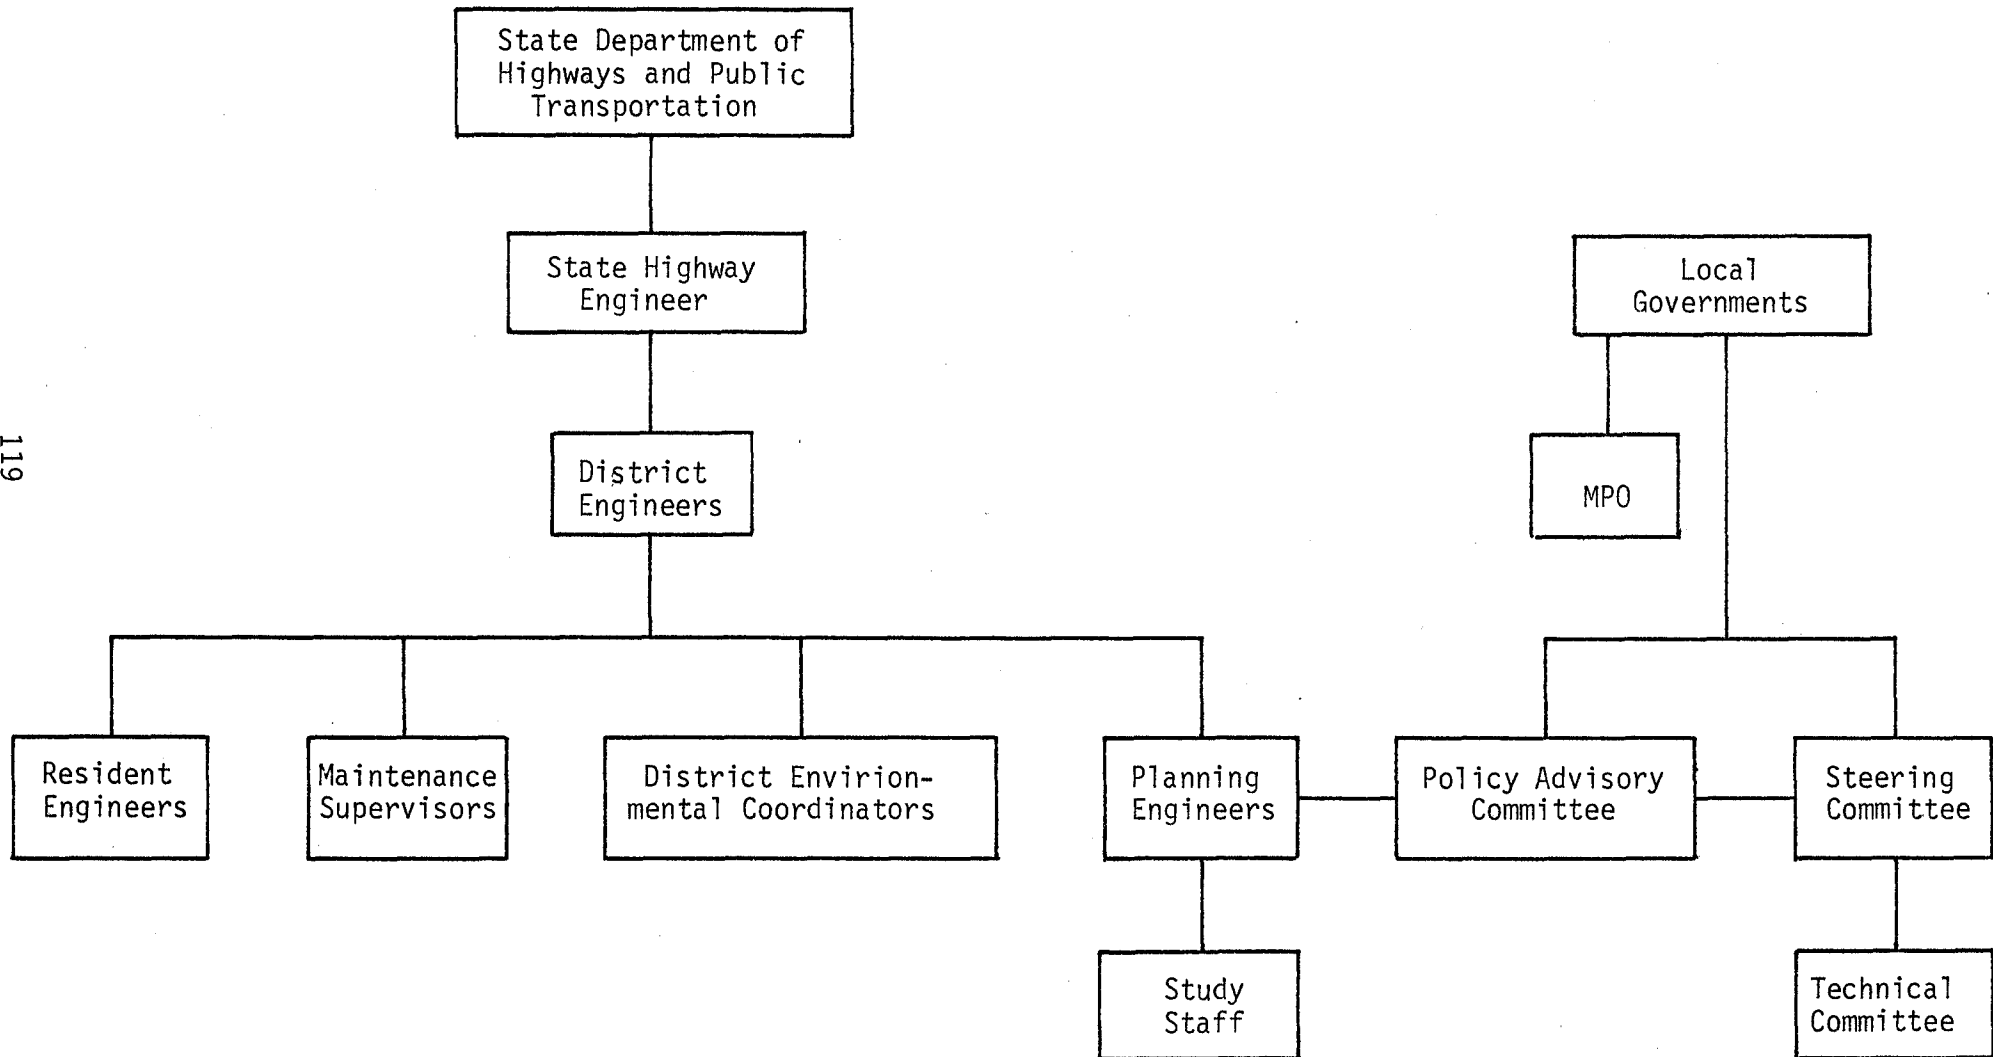 State Department of
Highways and Public
Transportation
State Highway
Engineer
Local
Governments
District
Engineers
MPO
119
Resident
Engineers
Maintenance
Supervisors
District Envirion-
mental Coordinators
Planning
Engineers
Policy Advisory
Committee
Steering
Committee
Study
Staff
Technical
Committee